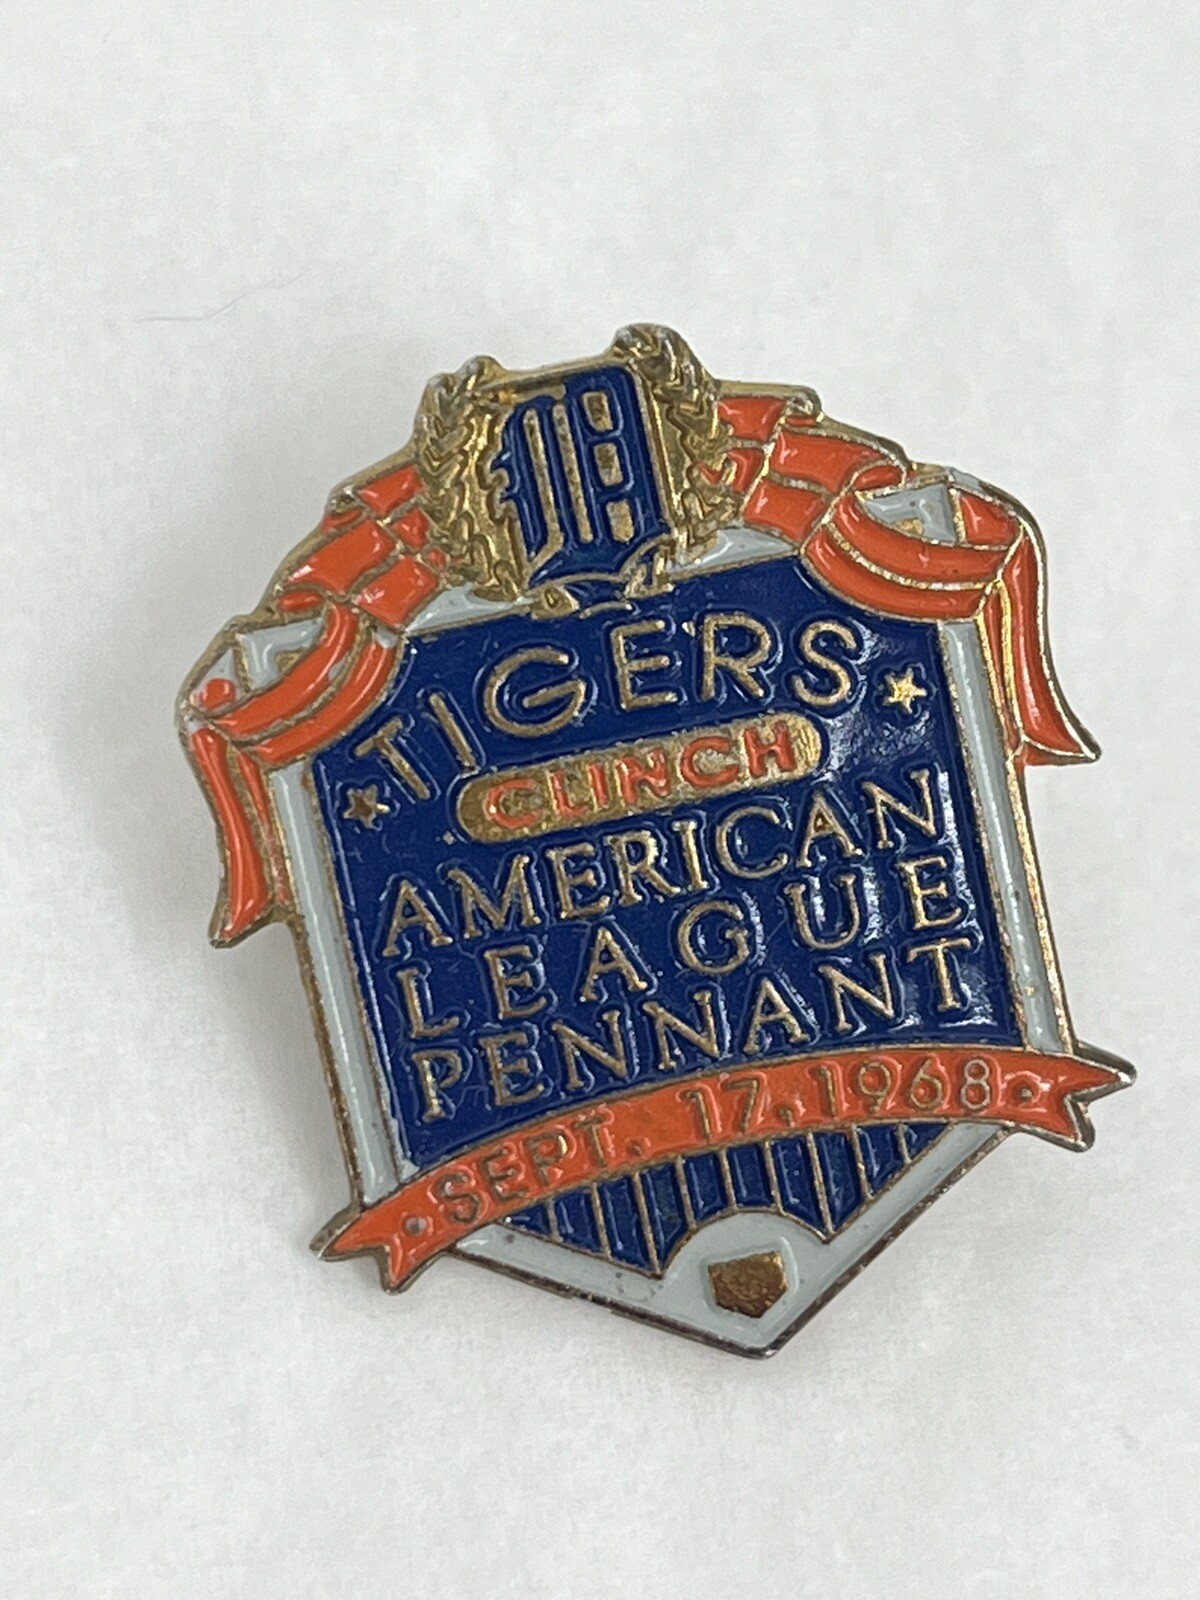 D
TIGERS
CLINCH
AMERICAN
LEAGUE
PENNANT
SEPT. 17, 1968